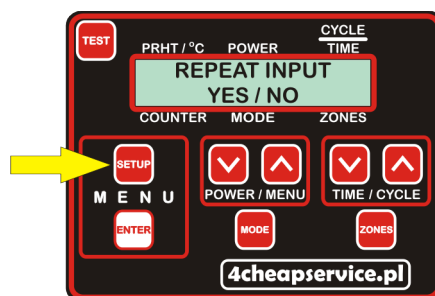 TEST
CYCLE
PRHT / °C POWER TIME
REPEAT INPUT
YES / NO
COUNTER MODE ZONES
SETUP
POWER / MENU TIME / CYCLE
M E N U
ENTER MODE ZONES
4cheapservice.pl